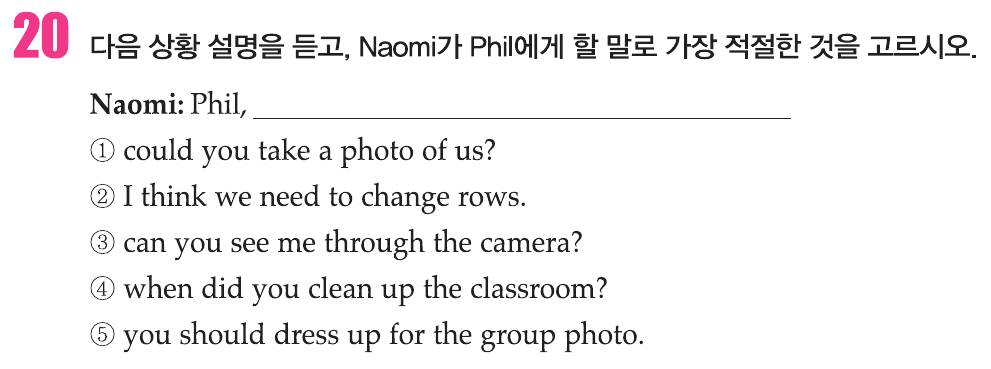 20 다음 상황 설명을 듣고, Naomi가 Phil에게 할 말로 가장 적절한 것을 고르시오.
Naomi: Phil, 
① could you take a photo of us?
② I think we need to change rows.
③ can you see me through the camera?
④ when did you clean up the classroom?
⑤ you should dress up for the group photo.